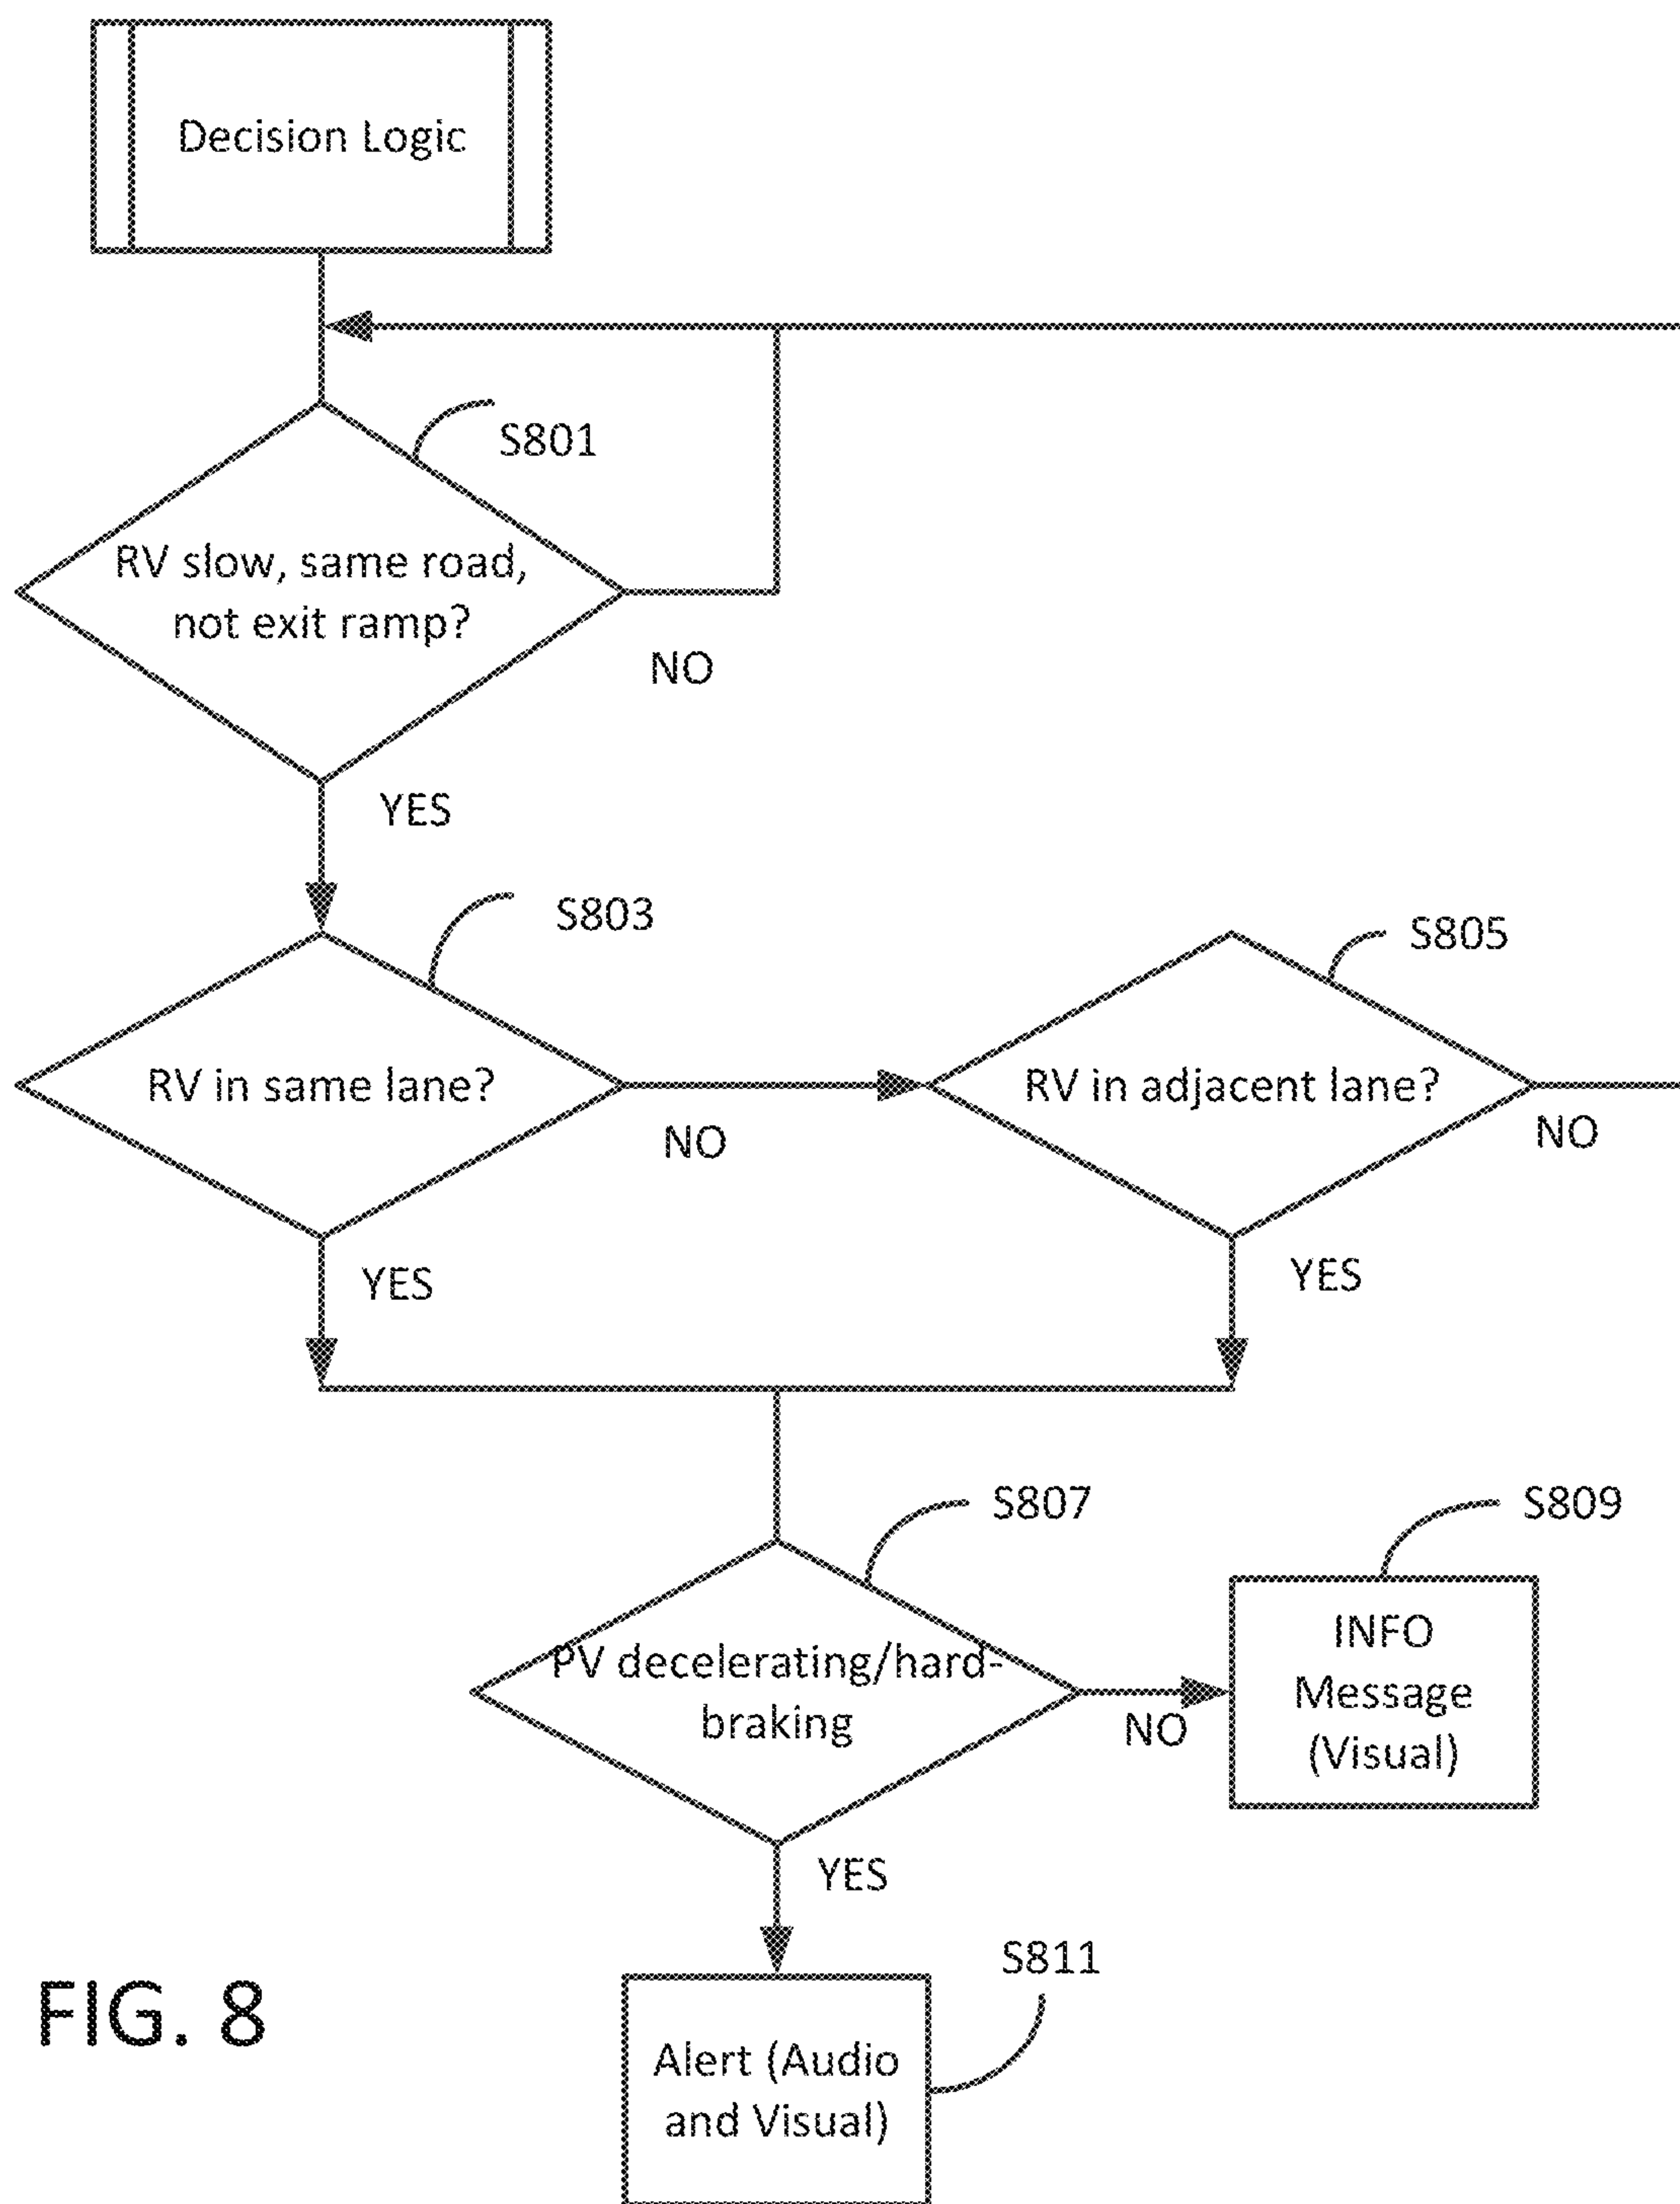 Decision Logic
S801
RV slow, same road,
not exit ramp?
NO
YES
S803
RV in same lane?
NO
S805
RV in adjacent lane?
NO
YES
YES
S807
PV decelerating/hard-
braking
NO
S809
INFO
Message
(Visual)
YES
S811
Alert (Audio
and Visual)
FIG. 8